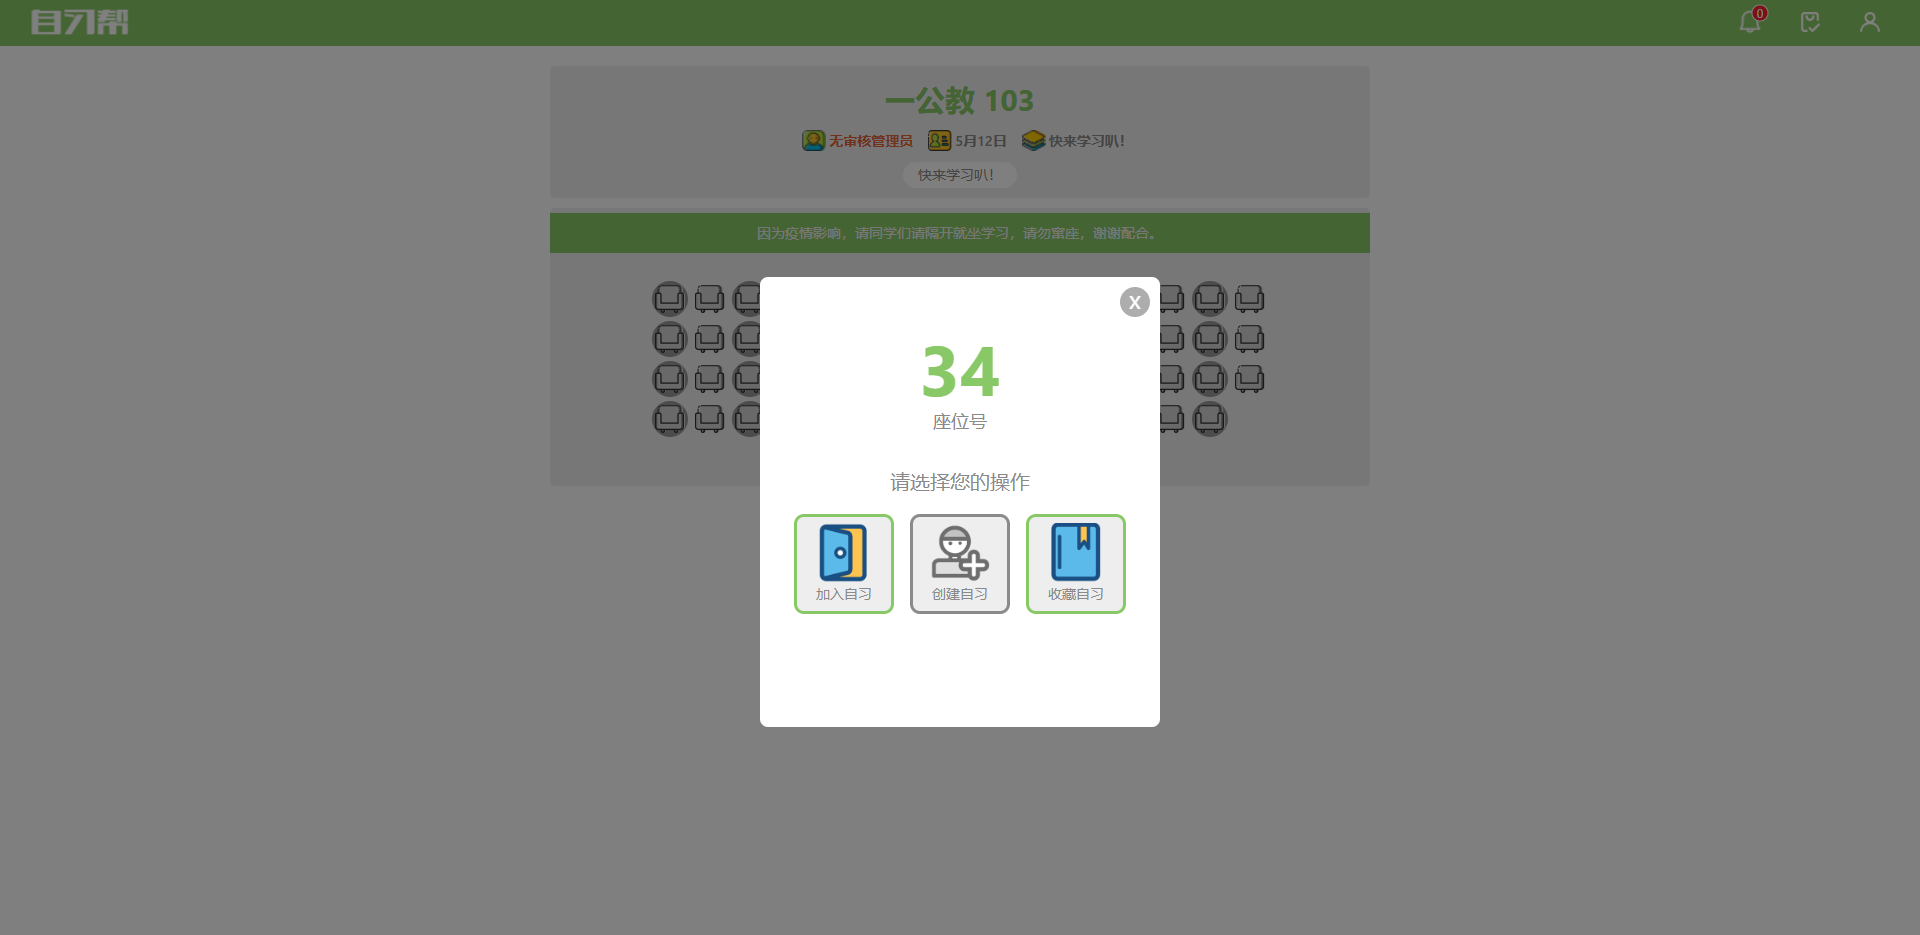 自习帮
0
一公教 103
无审核管理员 5月12日 快来学习叭!
快来学习叭!
因为疫情影响，请同学们请隔开就坐学习，请勿窜座，谢谢配合。
X
34
座位号
请选择您的操作
加入自习 创建自习 收藏自习